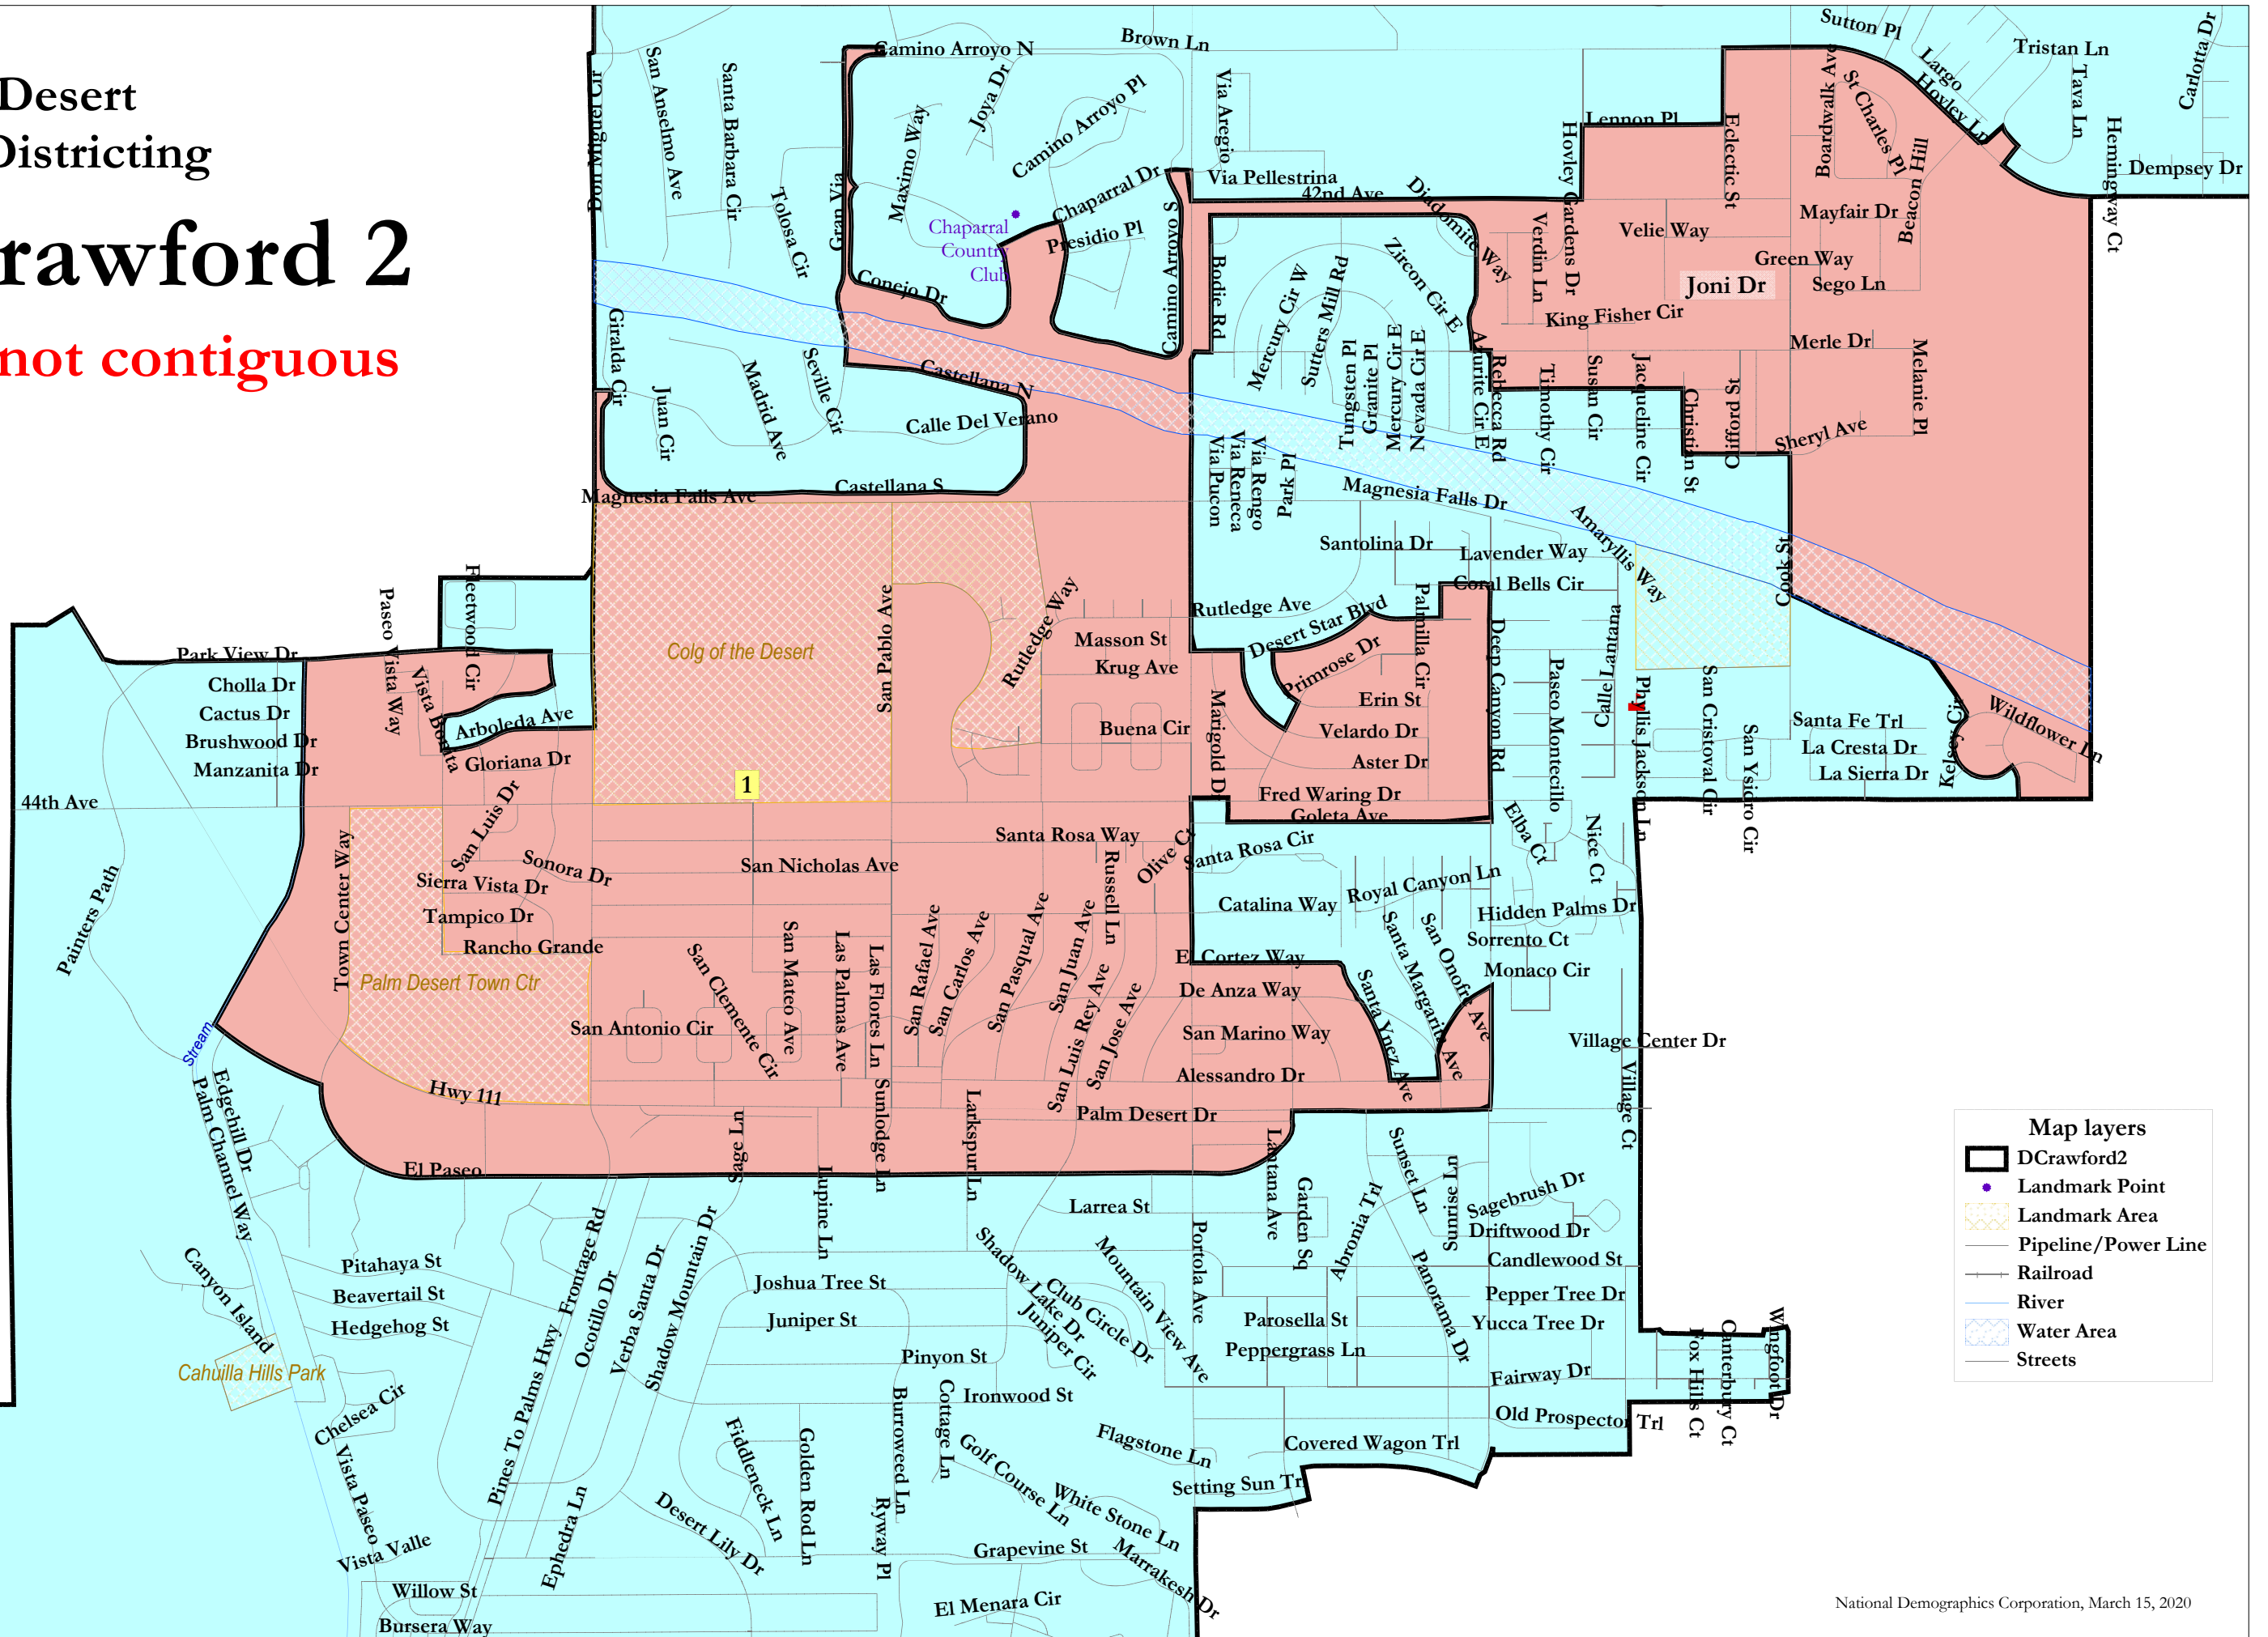 Desert
Districting
rawford 2
not contiguous
Don Miguel Cir
San Anselmo Ave
Santa Barbara Cir
Tolosa Cir
Gran Via
Camino Arroyo N
Joya Dr
Maximo Way
Camino Arroyo Pl
Chaparral Dr
Chaparral
Country
Club
Presidio Pl
Conejo Dr
Camino Arroyo S
Brown Ln
Via Aregio
Via Pellestrina
42nd Ave
Bodie Rd
Mercury Cir W
Sutters Mill Rd
Zircon Cir E
Diadomite Way
Tungsten Pl
Granite Pl
Mercury Cir E
Nevada Cir E
Azurite Cir E
Rebecca Rd
Lennon Pl
Hovley Gardens Dr
Verdin Ln
Eclectic St
Velie Way
Joni Dr
King Fisher Cir
Boardwalk Ave
St Charles Pl
Beacon Hill
Mayfair Dr
Green Way
Sego Ln
Merle Dr
Melanie Pl
Sutton Pl
Largo
Hovley Ln
Tristan Ln
Tava Ln
Carlotta Dr
Hemingway Ct
Dempsey Dr
Timothy Cir
Susan Cir
Jacqueline Cir
Christian St
Clifford St
Sheryl Ave
Giralda Cir
Juan Cir
Madrid Ave
Seville Cir
Castellana N
Calle Del Verano
Castellana S
Magnesia Falls Ave
Via Pucon
Via Reneca
Via Rengo
Park Pl
Magnesia Falls Dr
Santolina Dr
Lavender Way
Amaryllis Way
Coral Bells Cir
Cook St
Fleetwood Cir
Paseo Vista Way
Vista Bonita
Park View Dr
Cholla Dr
Cactus Dr
Brushwood Dr
Manzanita Dr
44th Ave
Arboleda Ave
Gloriana Dr
Colg of the Desert
San Pablo Ave
Rutledge Way
Rutledge Ave
Masson St
Krug Ave
Buena Cir
Marigold Dr
Desert Star Blvd
Primrose Dr
Palmilla Cir
Erin St
Velardo Dr
Aster Dr
Fred Waring Dr
Goleta Ave
Deep Canyon Rd
Paseo Montecillo
Calle Lantana
Phyllis Jackson Ln
San Cristoval Cir
San Ysidro Cir
Santa Fe Trl
La Cresta Dr
La Sierra Dr
Kelsey Cir
Wildflower Ln
1
Painters Path
Town Center Way
San Luis Dr
Sonora Dr
Sierra Vista Dr
Tampico Dr
Rancho Grande
Palm Desert Town Ctr
San Nicholas Ave
Santa Rosa Way
Russell Ln
Olive Ct
Santa Rosa Cir
Catalina Way
Royal Canyon Ln
Elba Ct
Nice Ct
Hidden Palms Dr
Sorrento Ct
Monaco Cir
El Cortez Way
De Anza Way
San Marino Way
Alessandro Dr
Santa Ynez Ave
Santa Margarita Ave
San Onofre Ave
San Antonio Cir
San Clemente Cir
San Mateo Ave
Las Palmas Ave
Las Flores Ln
San Rafael Ave
San Carlos Ave
San Pasqual Ave
San Juan Ave
San Luis Rey Ave
San Jose Ave
Village Center Dr
Village Ct
Stream
Edgehill Dr
Palm Channel Way
Hwy 111
El Paseo
Sage Ln
Lupine Ln
Sunlodge Ln
Larkspur Ln
Palm Desert Dr
Lantana Ave
Garden Sq
Abronia Trl
Sunset Ln
Sunrise Ln
Sagebrush Dr
Driftwood Dr
Candlewood St
Pepper Tree Dr
Yucca Tree Dr
Fairway Dr
Old Prospector Trl
Fox Hills Ct
Canterbury Ct
Wingfoot Dr
Larrea St
Portola Ave
Panorama Dr
Parosella St
Peppergrass Ln
Shadow Lake Dr
Club Circle Dr
Juniper Cir
Mountain View Ave
Canyon Island
Cahuilla Hills Park
Pitahaya St
Beavertail St
Hedgehog St
Chelsea Cir
Vista Paseo
Vista Valle
Willow St
Bursera Way
Pines To Palms Hwy
Frontage Rd
Ocotillo Dr
Verba Santa Dr
Shadow Mountain Dr
Joshua Tree St
Juniper St
Pinyon St
Ironwood St
Ephedra Ln
Desert Lily Dr
Fiddleneck Ln
Golden Rod Ln
Burroweed Ln
Ryway Pl
Cottage Ln
Golf Course Ln
White Stone Ln
Flagstone Ln
Covered Wagon Trl
Setting Sun Tr
Grapevine St
Marrakesh Dr
El Menara Cir
Map layers
DCrawford2
Landmark Point
Landmark Area
Pipeline/Power Line
Railroad
River
Water Area
Streets
National Demographics Corporation, March 15, 2020